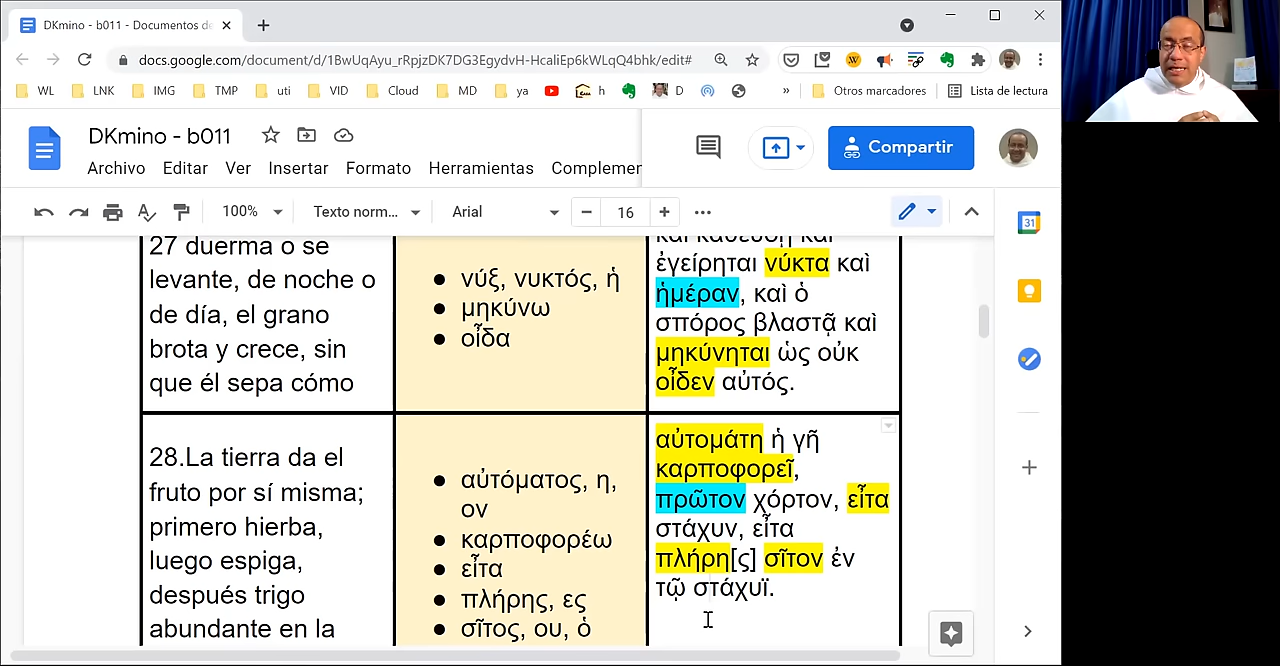 DKmino - b011 - Documentos de
docs.google.com/document/d/1BwUqAyu_rRpjzDK7DG3EgydvH-HcaliEp6kWLqQ4bhk/edit#
WL LNK IMG TMP uti VID Cloud MD ya h D » Otros marcadores Lista de lectura
DKmino - b011
Archivo Editar Ver Insertar Formato Herramientas Complemen
Compartir
100% Texto norm... Arial 16
31
27 duerma o se
levante, de noche o
de día, el grano
brota y crece, sin
que él sepa cómo
νύξ, νυκτός, ἡ
μηκύνω
οἶδα
καὶ καθεύδῃ καὶ
ἐγείρηται νύκτα καὶ
ἡμέραν, καὶ ὁ
σπόρος βλαστᾷ καὶ
μηκύνηται ὡς οὐκ
οἶδεν αὐτός.
28.La tierra da el
fruto por sí misma;
primero hierba,
luego espiga,
después trigo
abundante en la
αὐτόματος, η,
ον
καρποφορέω
εἶτα
πλήρης, ες
σῖτος, ου, ὁ
αὐτομάτη ἡ γῆ
καρποφορεῖ,
πρῶτον χόρτον, εἶτα
στάχυν, εἶτα
πλήρη[ς] σῖτον ἐν
τῷ στάχυϊ.